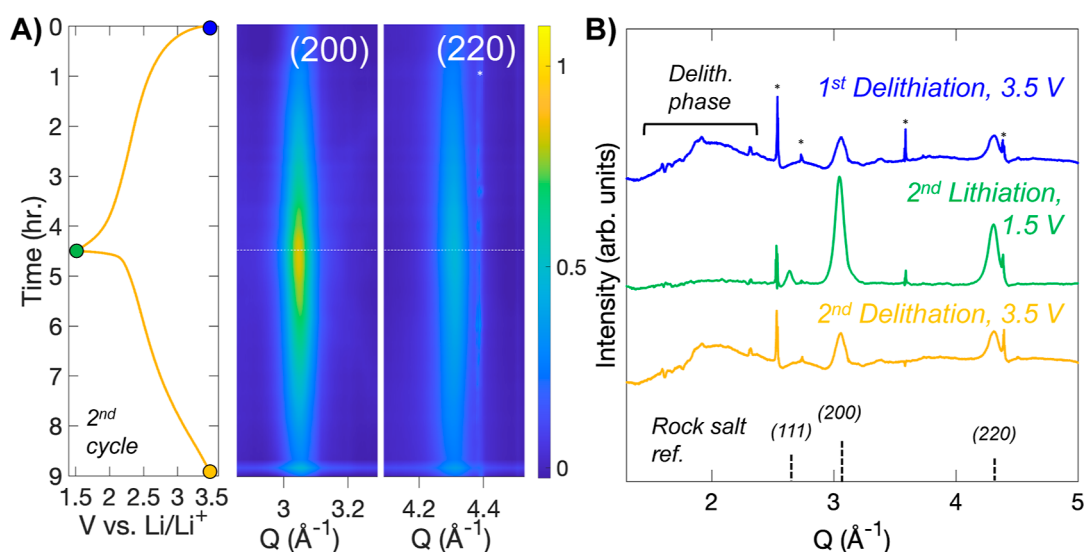 A)
0
1
2
3
4
5
6
7
8
9
Time (hr.)
2nd
cycle
1.5 2.5 3.5
V vs. Li/Li+
(200)
3 3.2
Q (Å-1)
(220)
*
4.2 4.4
Q (Å-1)
1
0.5
0
B)
Delith.
phase
1st Delithiation, 3.5 V
* * * *
2nd Lithiation,
1.5 V
2nd Delithation, 3.5 V
Rock salt
ref.
(111) (200) (220)
Intensity (arb. units)
2 3 4 5
Q (Å-1)